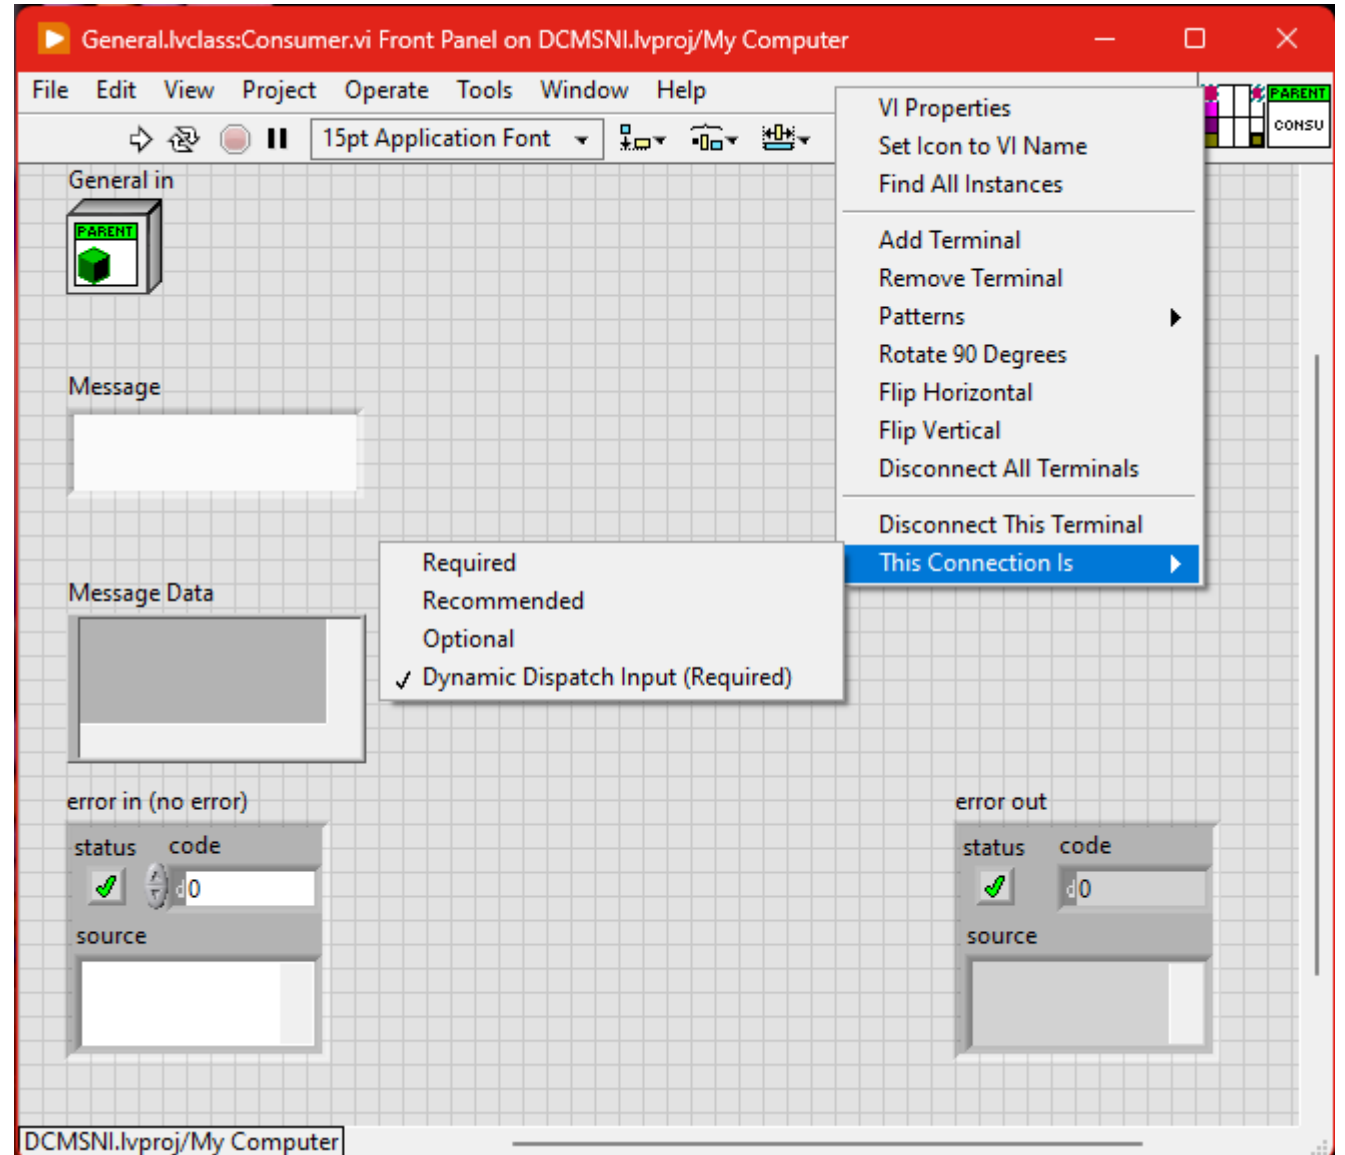 General.lvclass:Consumer.vi Front Panel on DCMSNI.lvproj/My Computer
File Edit View Project Operate Tools Window Help
15pt Application Font
PARENT
CONSU
VI Properties
Set Icon to VI Name
Find All Instances
Add Terminal
Remove Terminal
Patterns
Rotate 90 Degrees
Flip Horizontal
Flip Vertical
Disconnect All Terminals
Disconnect This Terminal
This Connection Is
Required
Recommended
Optional
Dynamic Dispatch Input (Required)
General in
PARENT
Message
Message Data
error in (no error)
status code
d0
source
error out
status code
d0
source
DCMSNI.lvproj/My Computer